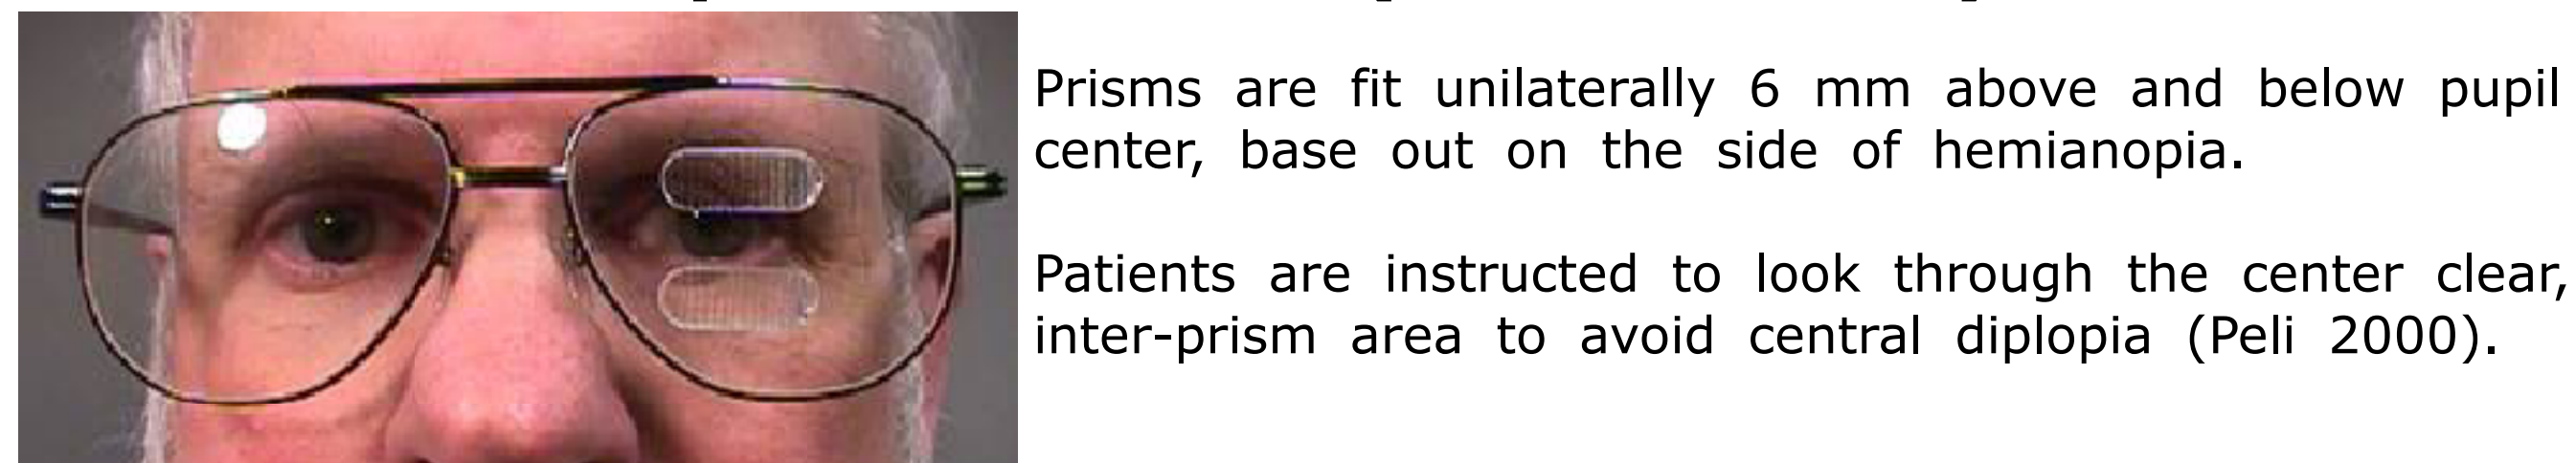 Prisms are fit unilaterally 6 mm above and below pupil
center, base out on the side of hemianopia.
Patients are instructed to look through the center clear,
inter-prism area to avoid central diplopia (Peli 2000).